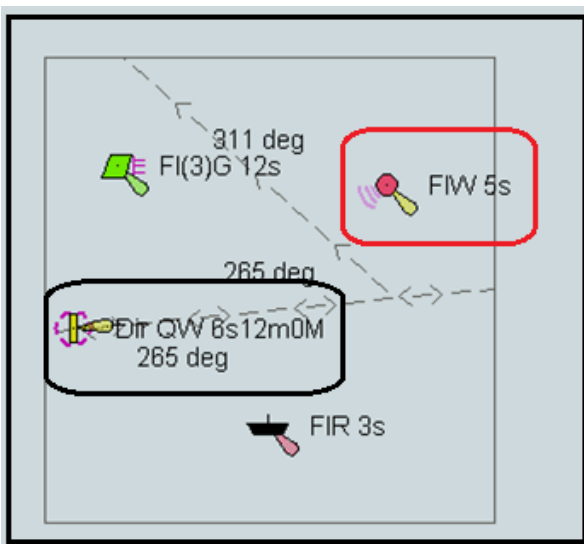 311 deg
Fl(3)G 12s
FlW 5s
265 deg
Dir QW 6s12m0M
265 deg
FlR 3s